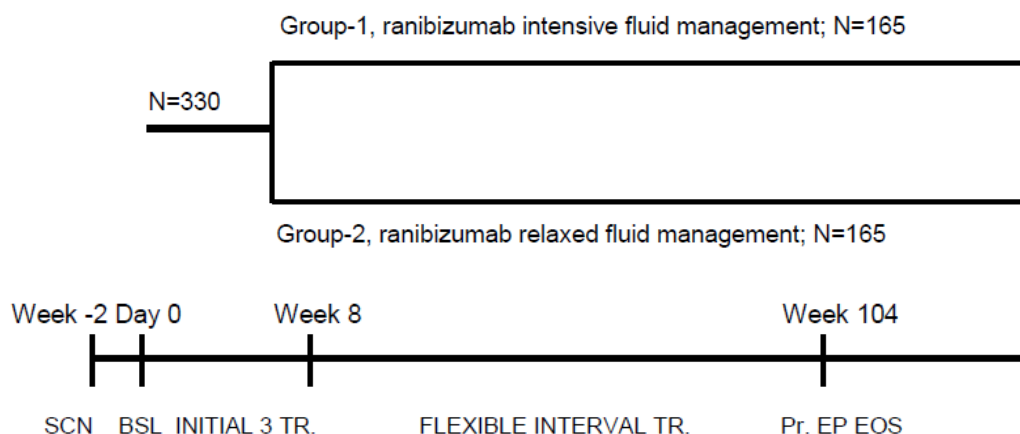 Group-1, ranibizumab intensive fluid management; N=165
N=330
Group-2, ranibizumab relaxed fluid management; N=165
Week -2 Day 0 Week 8 Week 104
SCN BSL INITIAL 3 TR. FLEXIBLE INTERVAL TR. Pr. EP EOS